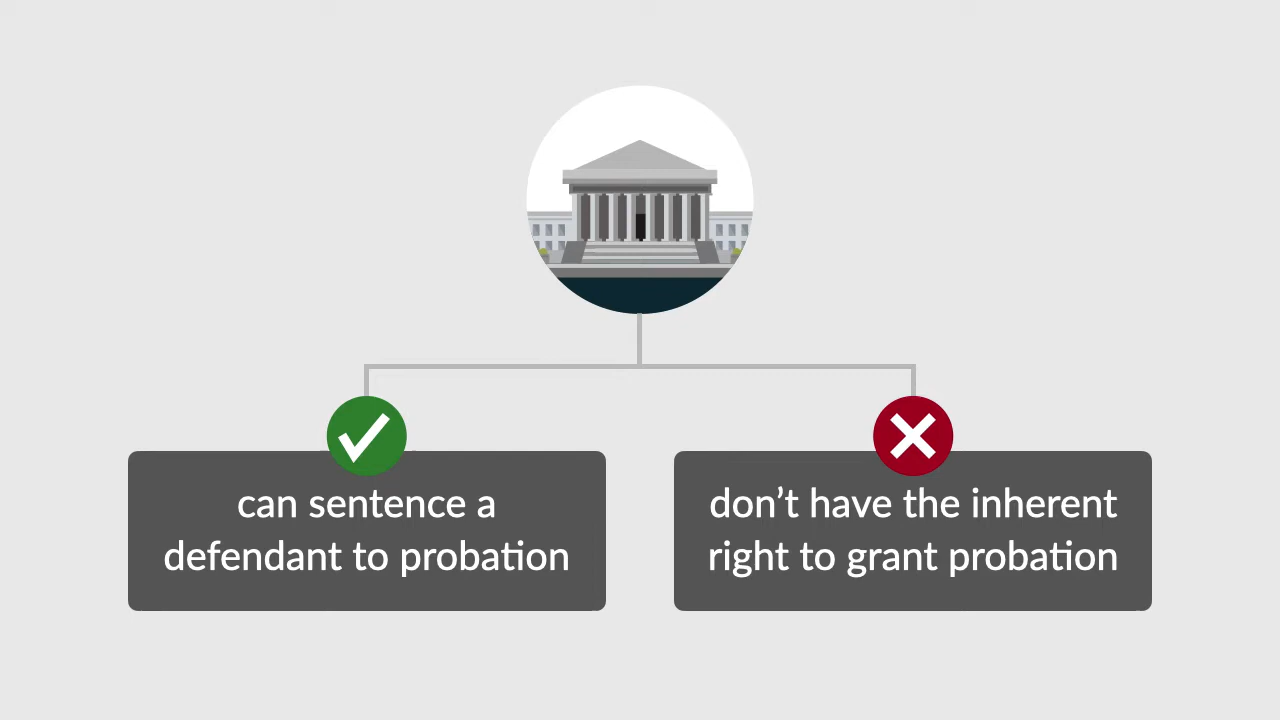 can sentence a
defendant to probation
don’t have the inherent
right to grant probation